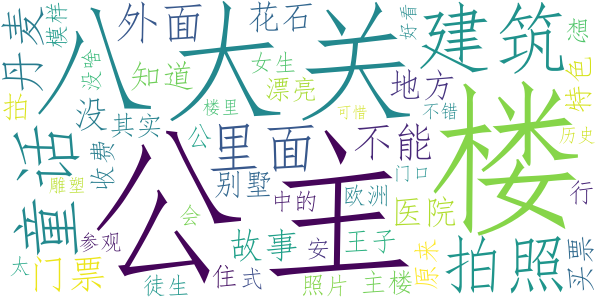 丹麦
模样
没啥
八大关
外面
花石
建筑
好看
想
知道
女生
漂亮
地方
特色
拍
没
其实
楼里
可惜
不错
公
不能
楼
历史
童话
收费
公主
里面
雕塑
别墅
中的
欧洲
门口
行
会
医院
参观
故事
安
王子
原来
拍照
买票
太
门票
住
式
徒生
照片
主楼